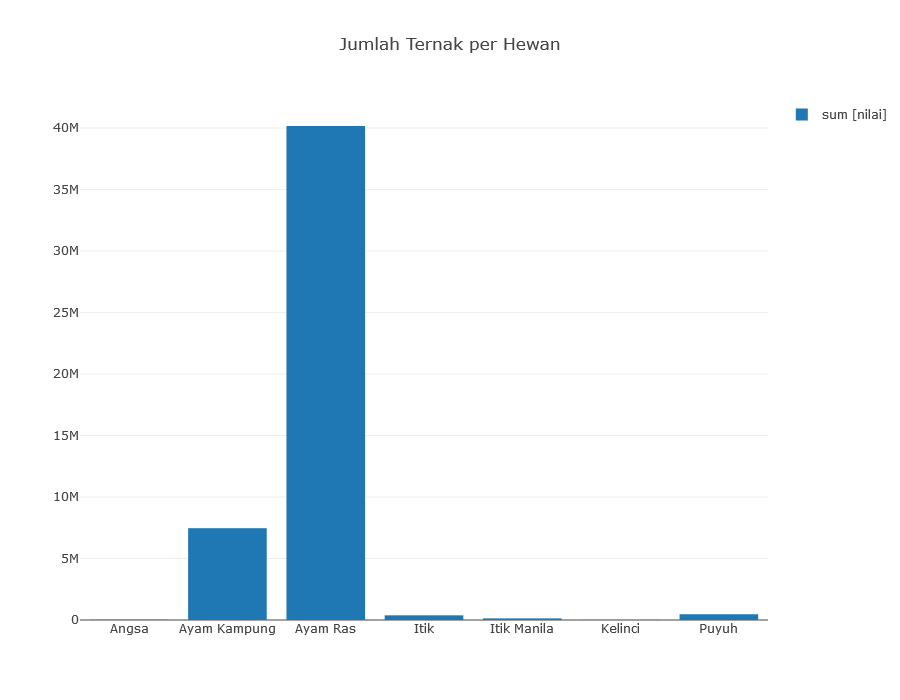 Jumlah Ternak per Hewan
sum [nilai]
40M
35M
30M
25M
20M
15M
10M
5M
0
Angsa Ayam Kampung Ayam Ras Itik Itik Manila Kelinci Puyuh